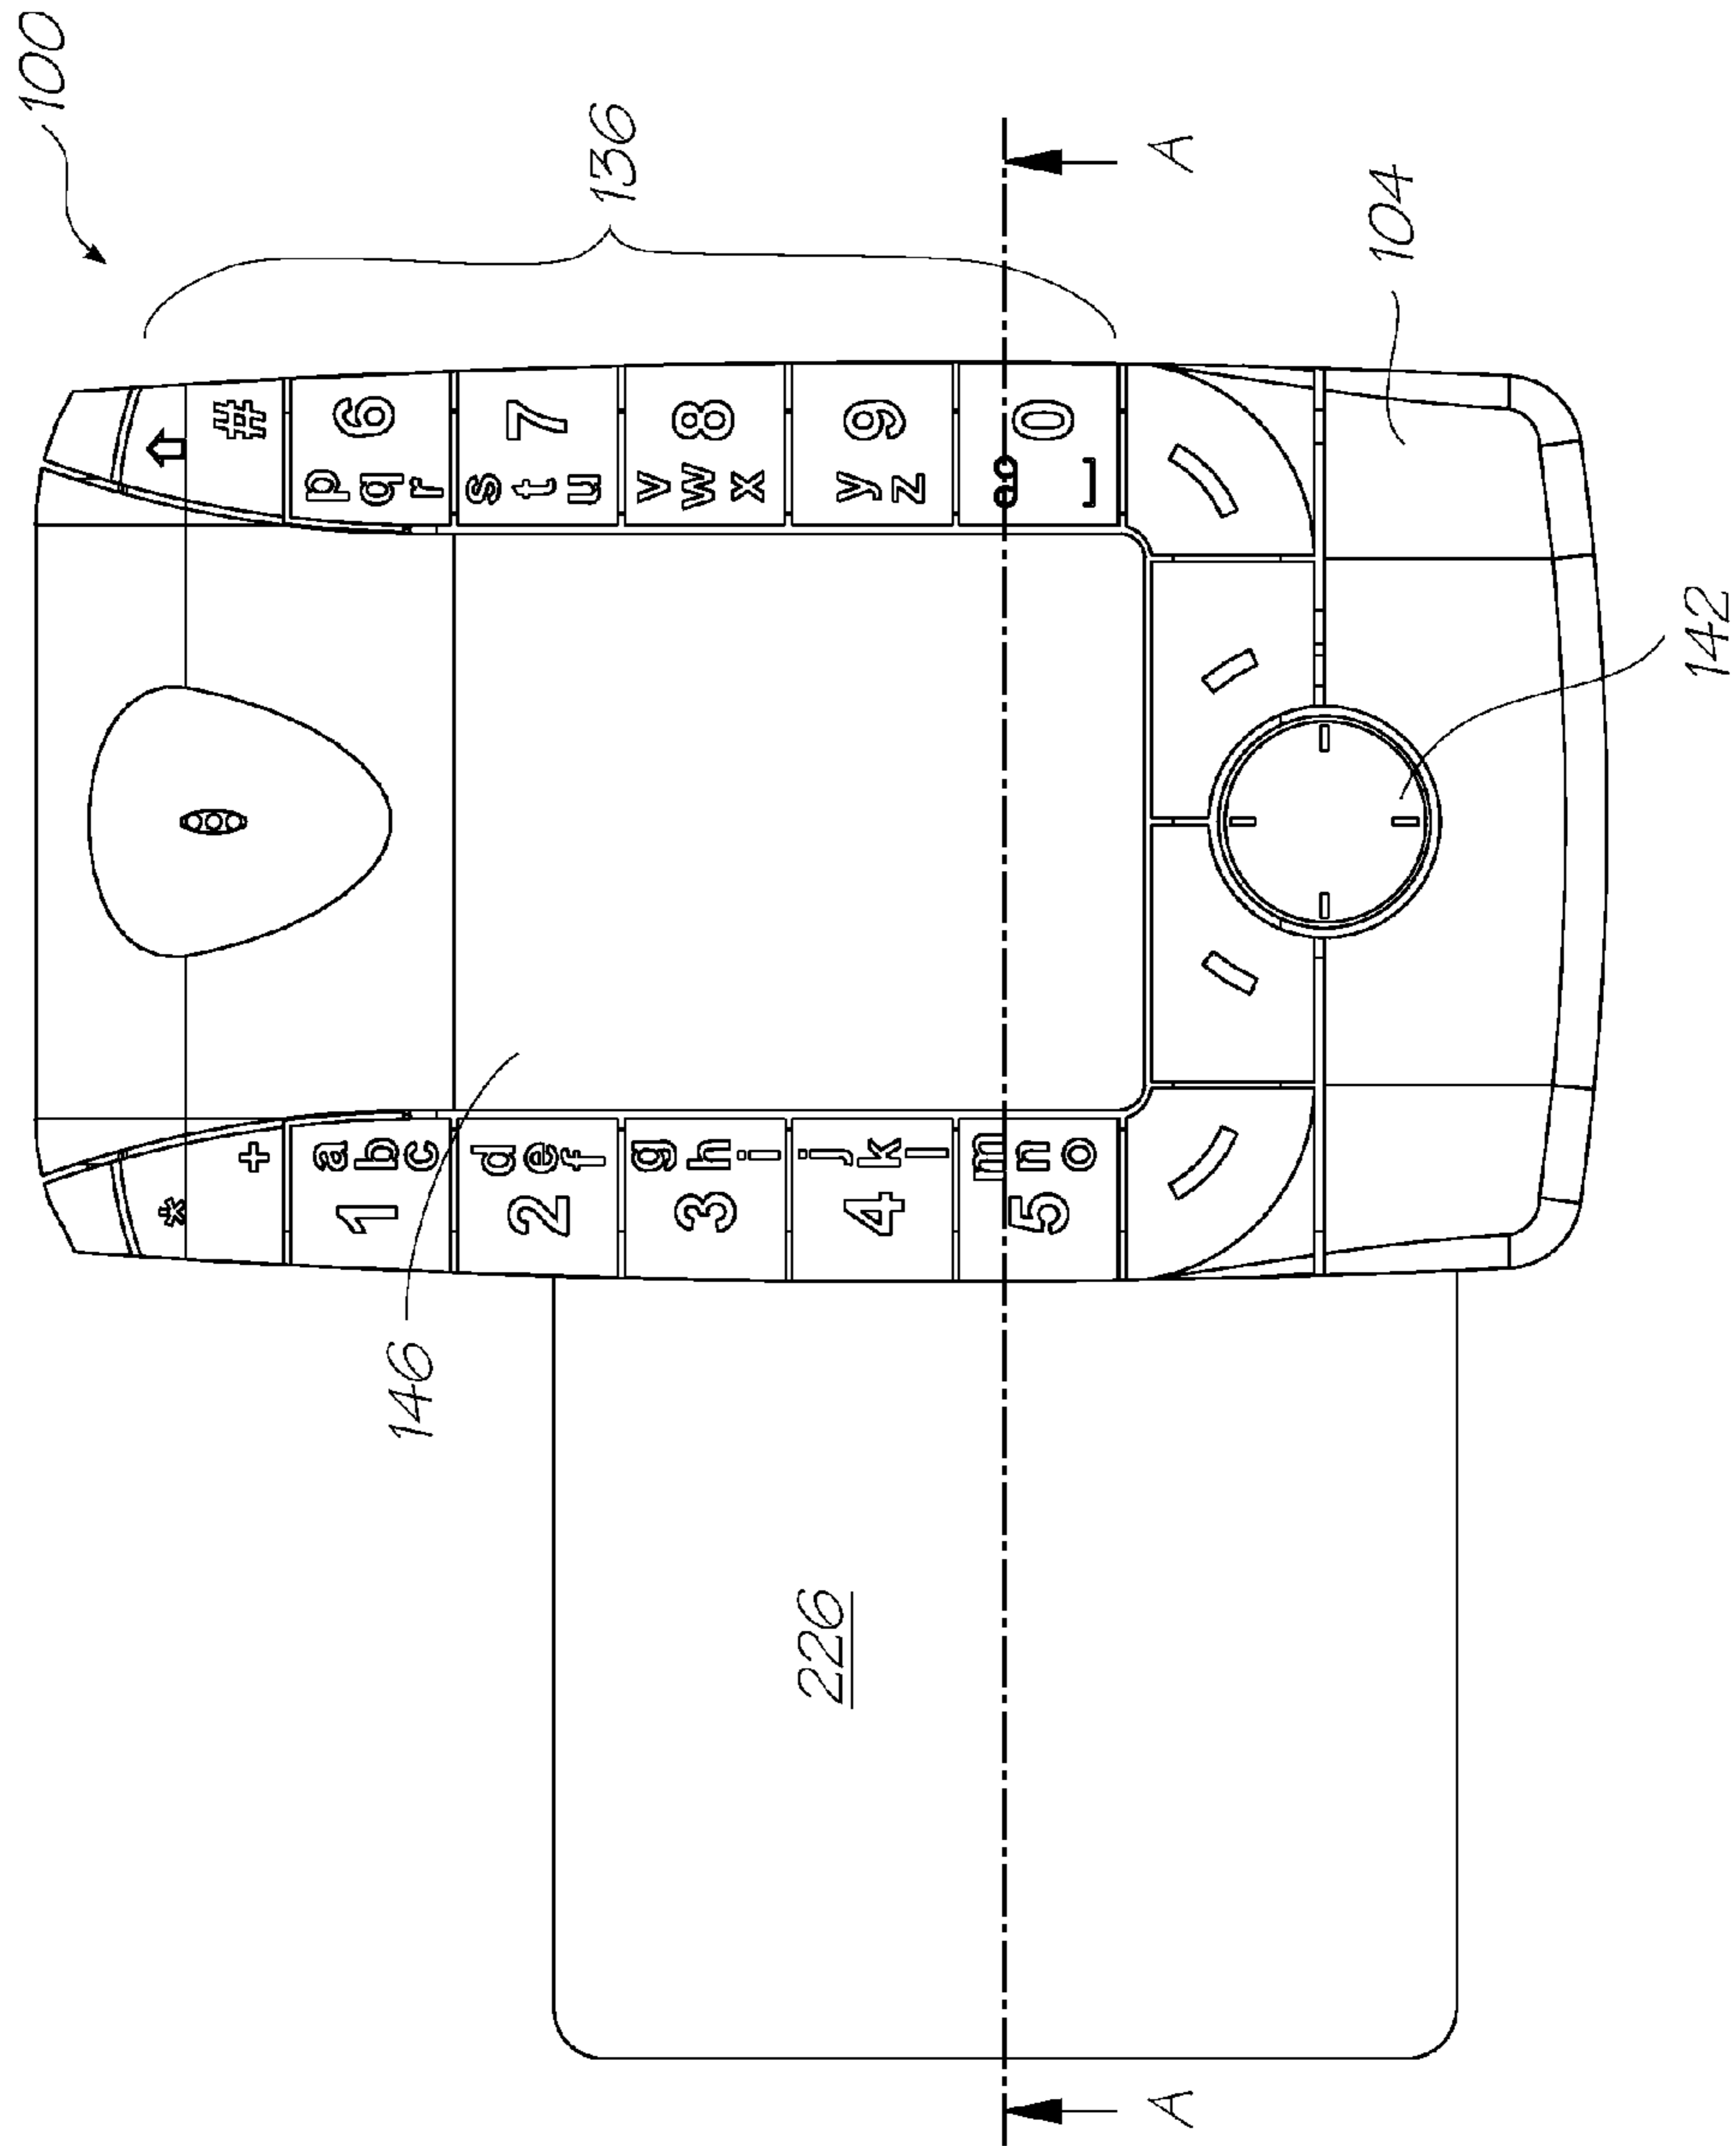 100
*
+
#
1 abc
pqr 6
146
2 def
stu 7
136
3 ghi
vwx 8
226
4 jkl
yz 9
5 mno
0
A
A
104
142